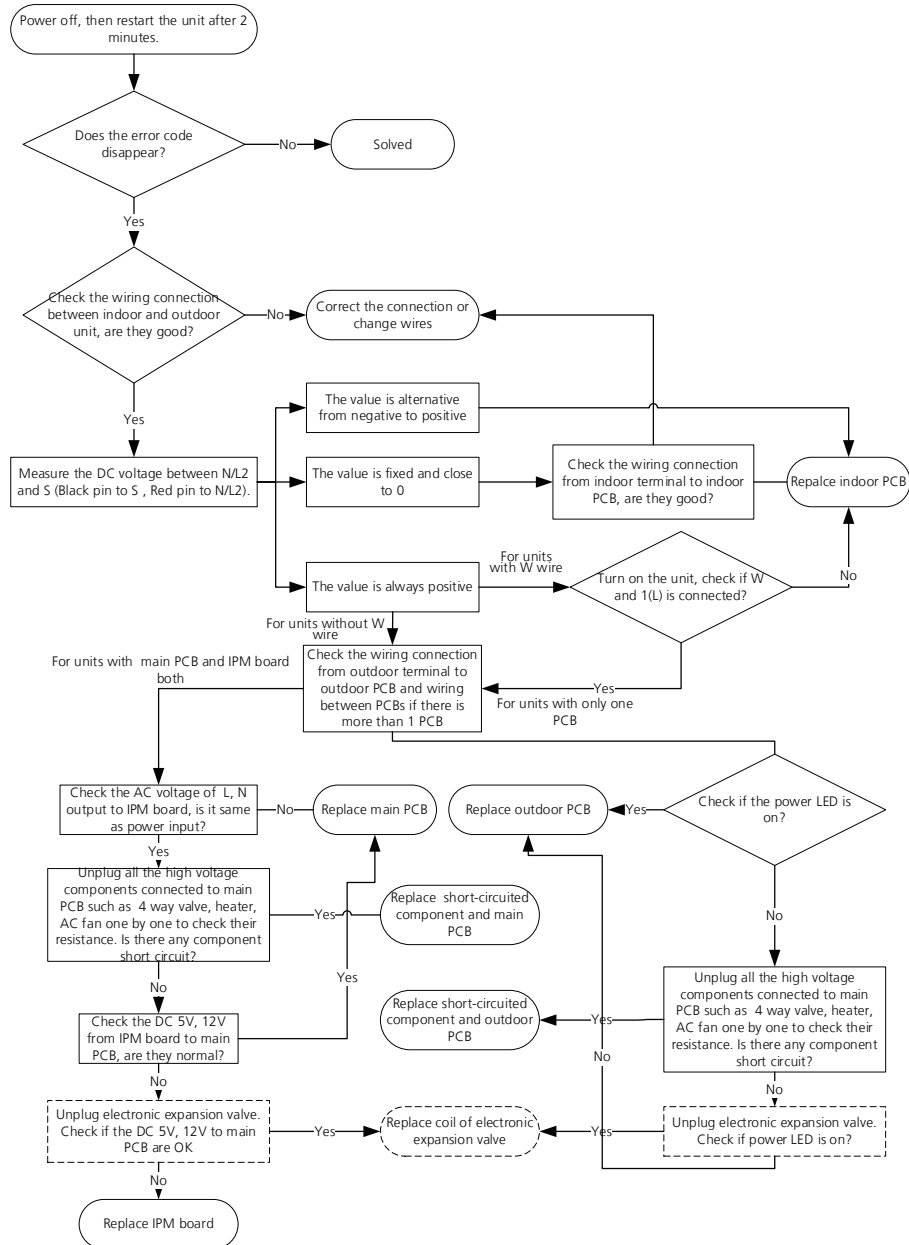 Power off, then restart the unit after 2
minutes.
Does the error code
disappear?
No
Solved
Yes
Check the wiring connection
between indoor and outdoor
unit, are they good?
No
Correct the connection or
change wires
Yes
The value is alternative
from negative to positive
Measure the DC voltage between N/L2
and S (Black pin to S , Red pin to N/L2).
The value is fixed and close
to 0
Check the wiring connection
from indoor terminal to indoor
PCB, are they good?
Repalce indoor PCB
The value is always positive
For units
with W wire
Turn on the unit, check if W
and 1(L) is connected?
No
For units without W
wire
Yes
For units with main PCB and IPM board
both
Check the wiring connection
from outdoor terminal to
outdoor PCB and wiring
between PCBs if there is
more than 1 PCB
For units with only one
PCB
Check the AC voltage of L, N
output to IPM board, is it same
as power input?
No
Replace main PCB
Replace outdoor PCB
Yes
Check if the power LED is
on?
Yes
Unplug all the high voltage
components connected to main
PCB such as 4 way valve, heater,
AC fan one by one to check their
resistance. Is there any component
short circuit?
Yes
Replace short-circuited
component and main
PCB
No
No
Yes
Check the DC 5V, 12V
from IPM board to main
PCB, are they normal?
Replace short-circuited
component and outdoor
PCB
Yes
Unplug all the high voltage
components connected to main
PCB such as 4 way valve, heater,
AC fan one by one to check their
resistance. Is there any component
short circuit?
No
No
No
Unplug electronic expansion valve.
Check if the DC 5V, 12V to main
PCB are OK
Yes
Replace coil of electronic
expansion valve
Yes
Unplug electronic expansion valve.
Check if power LED is on?
No
Replace IPM board